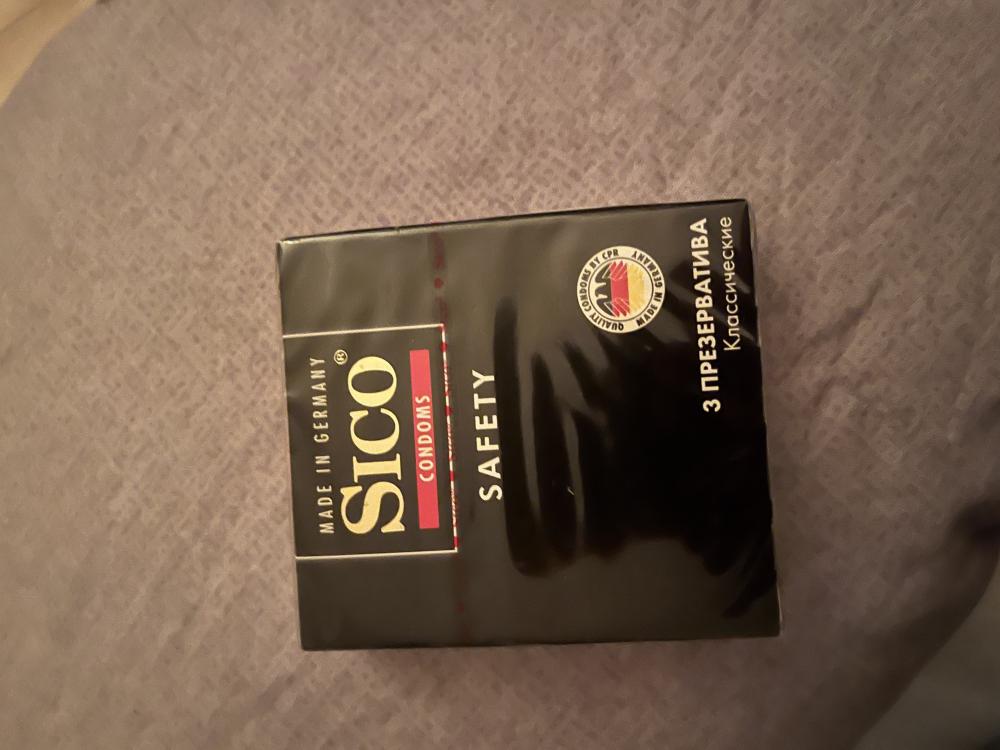 MADE IN GERMANY
SICO®
CONDOMS
SAFETY
QUALITY CONDOMS BY CPR
MADE IN GERMANY
3 ПРЕЗЕРВАТИВА
Классические